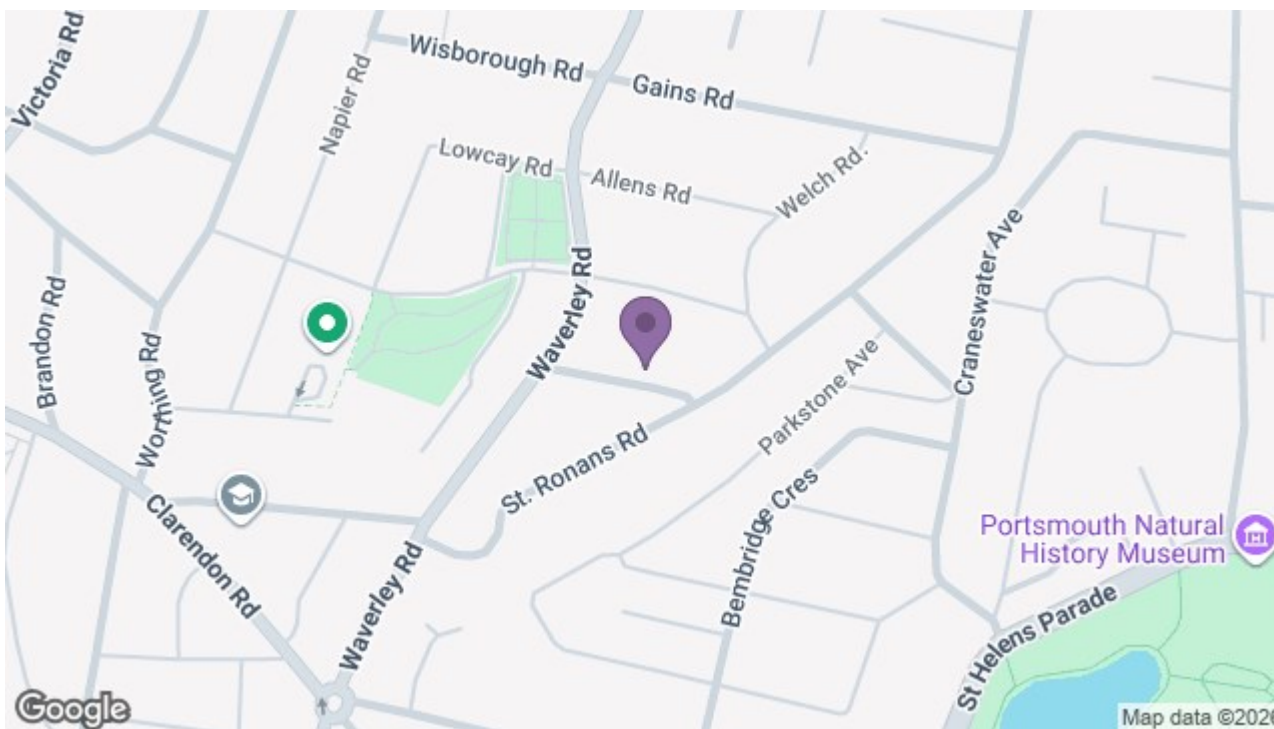 Victoria Rd
Napier Rd
Wisborough Rd
Gains Rd
Lowcay Rd
Allens Rd
Welch Rd.
Brandon Rd
Worthing Rd
Waverley Rd
Craneswater Ave
Parkstone Ave
St. Ronans Rd
Bembridge Cres
Clarendon Rd
Waverley Rd
Portsmouth Natural
History Museum
St Helens Parade
Google
Map data ©2026